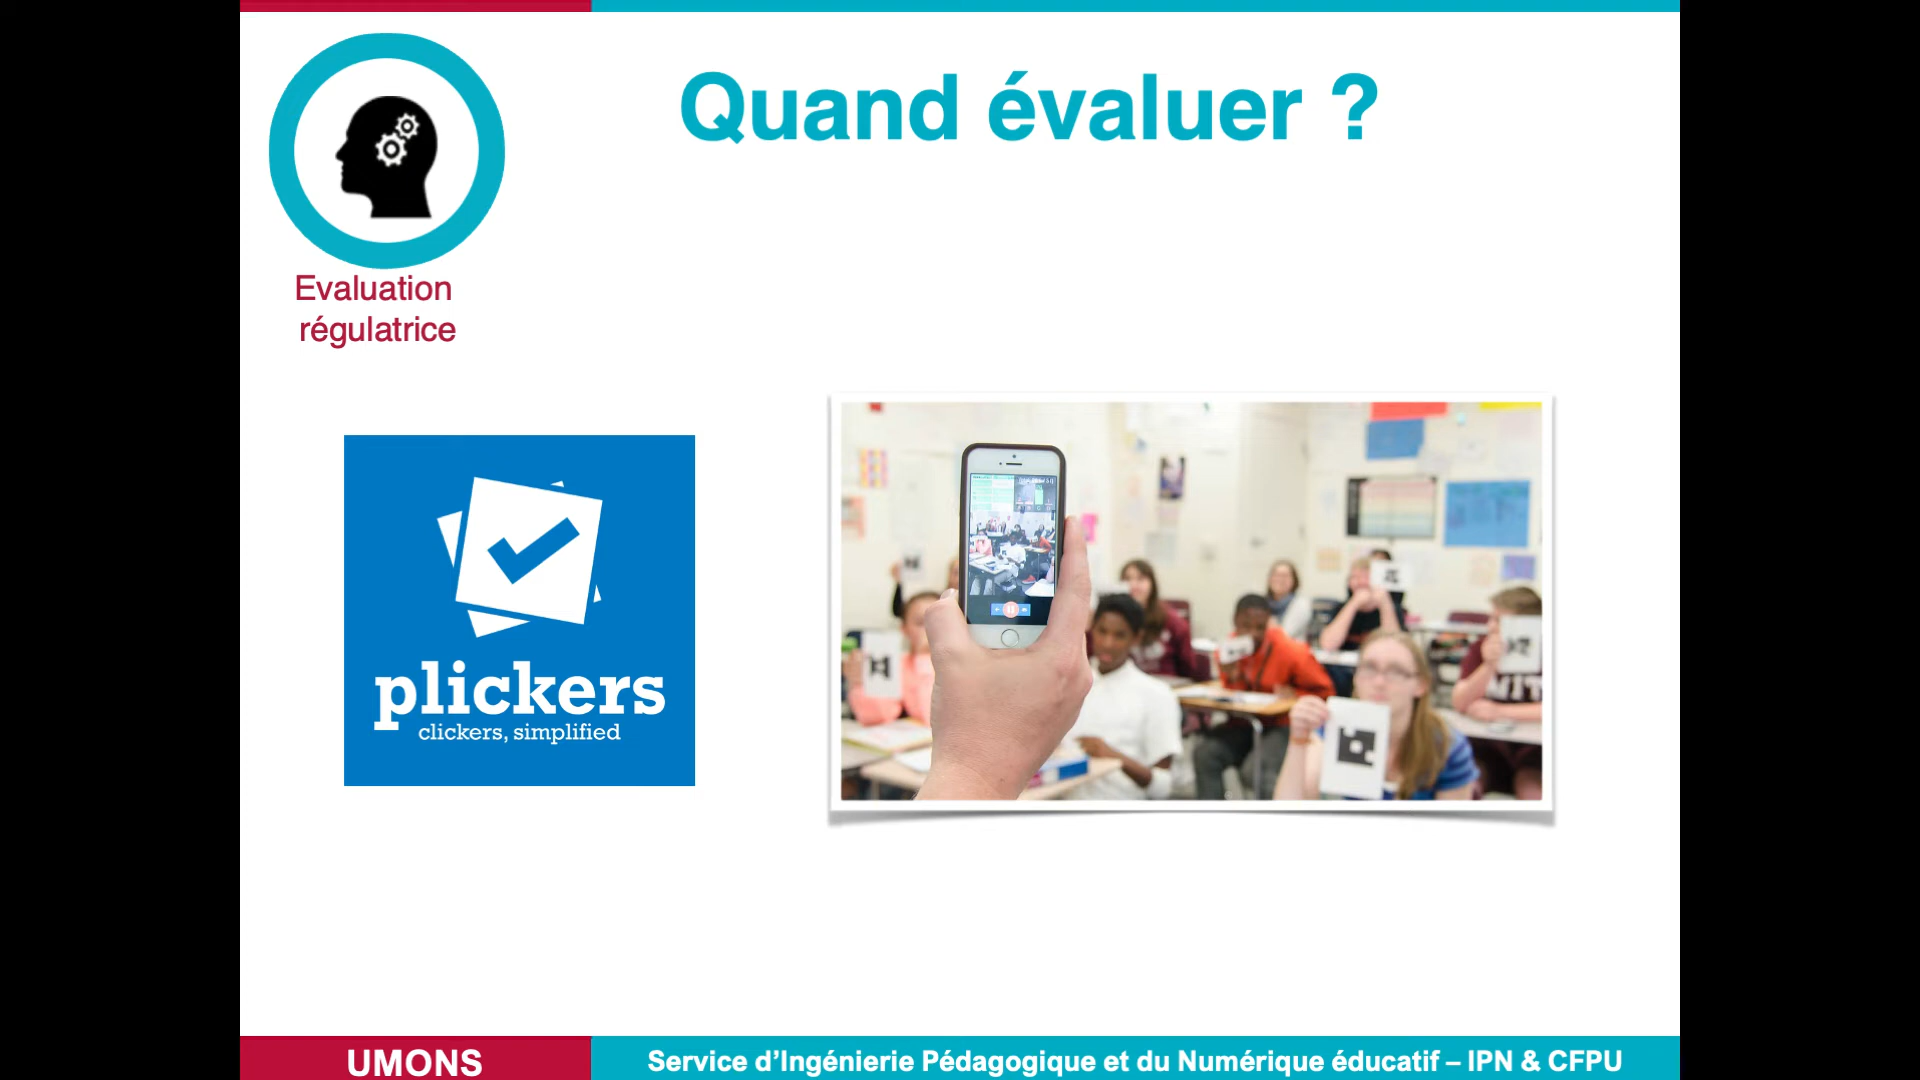 Quand évaluer ?
Evaluation
régulatrice
plickers
clickers, simplified
UMONS
Service d'Ingénierie Pédagogique et du Numérique éducatif – IPN & CFPU